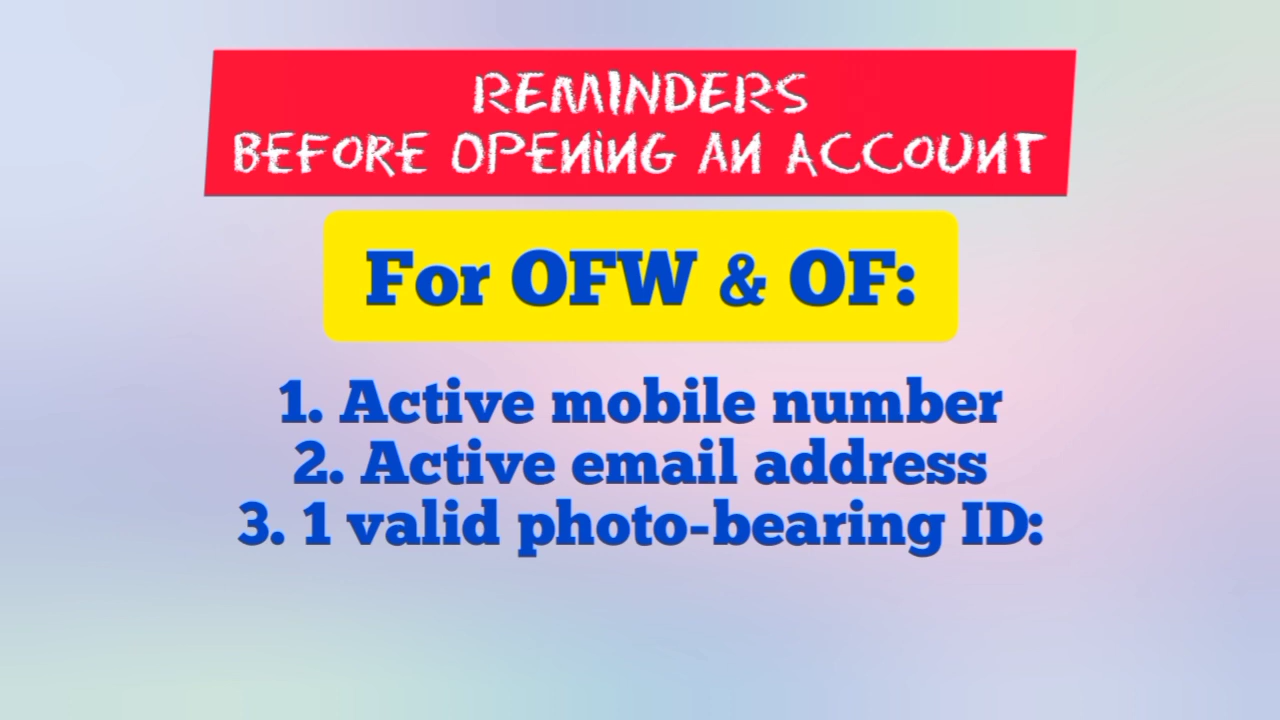 REMINDERS
BEFORE OPENING AN ACCOUNT
For OFW & OF:
1. Active mobile number
2. Active email address
3. 1 valid photo-bearing ID: